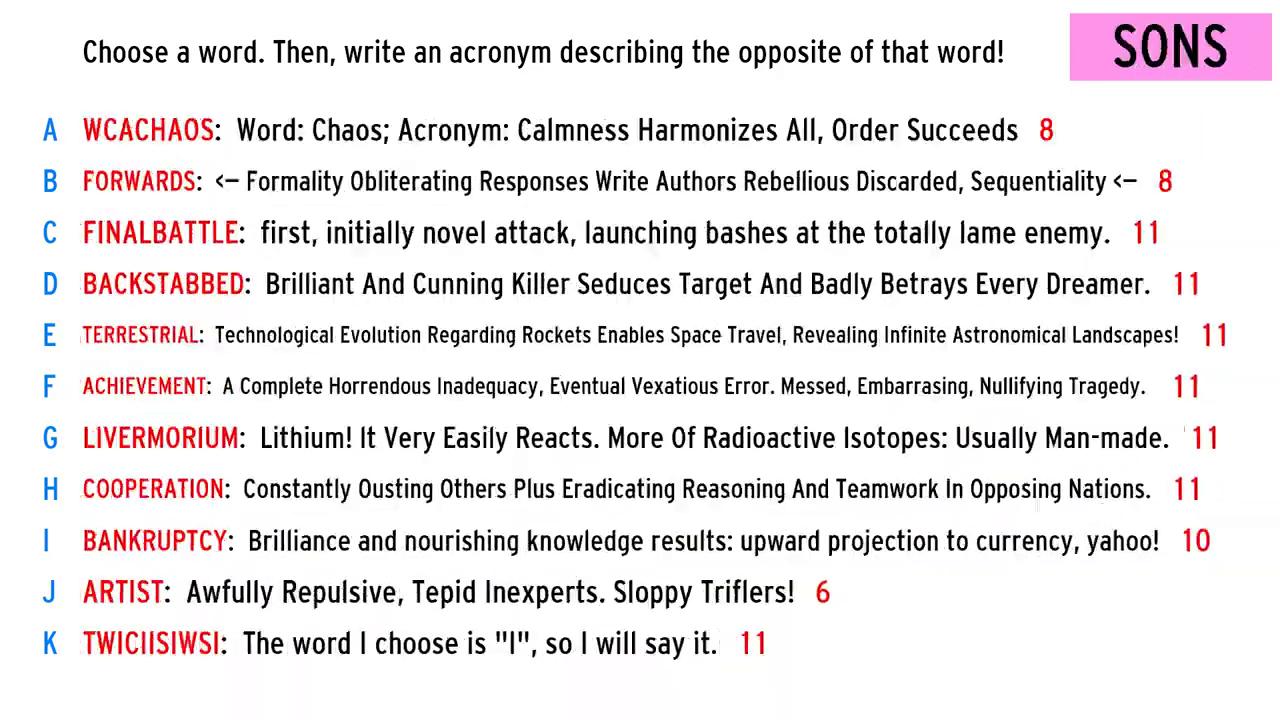 Choose a word. Then, write an acronym describing the opposite of that word!
SONS
A WCACHAOS: Word: Chaos; Acronym: Calmness Harmonizes All, Order Succeeds 8
B FORWARDS: <– Formality Obliterating Responses Write Authors Rebellious Discarded, Sequentiality <– 8
C FINALBATTLE: first, initially novel attack, launching bashes at the totally lame enemy. 11
D BACKSTABBED: Brilliant And Cunning Killer Seduces Target And Badly Betrays Every Dreamer. 11
E TERRESTRIAL: Technological Evolution Regarding Rockets Enables Space Travel, Revealing Infinite Astronomical Landscapes! 11
F ACHIEVEMENT: A Complete Horrendous Inadequacy, Eventual Vexatious Error. Messed, Embarrasing, Nullifying Tragedy. 11
G LIVERMORIUM: Lithium! It Very Easily Reacts. More Of Radioactive Isotopes: Usually Man-made. 11
H COOPERATION: Constantly Ousting Others Plus Eradicating Reasoning And Teamwork In Opposing Nations. 11
I BANKRUPTCY: Brilliance and nourishing knowledge results: upward projection to currency, yahoo! 10
J ARTIST: Awfully Repulsive, Tepid Inexperts. Sloppy Triflers! 6
K TWICIISIWSI: The word I choose is "I", so I will say it. 11